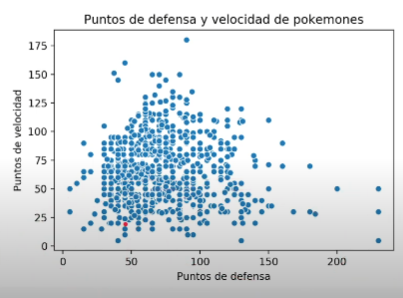 Puntos de defensa y velocidad de pokemones
175
150
125
100
75
50
25
0
Puntos de velocidad
0 50 100 150 200
Puntos de defensa